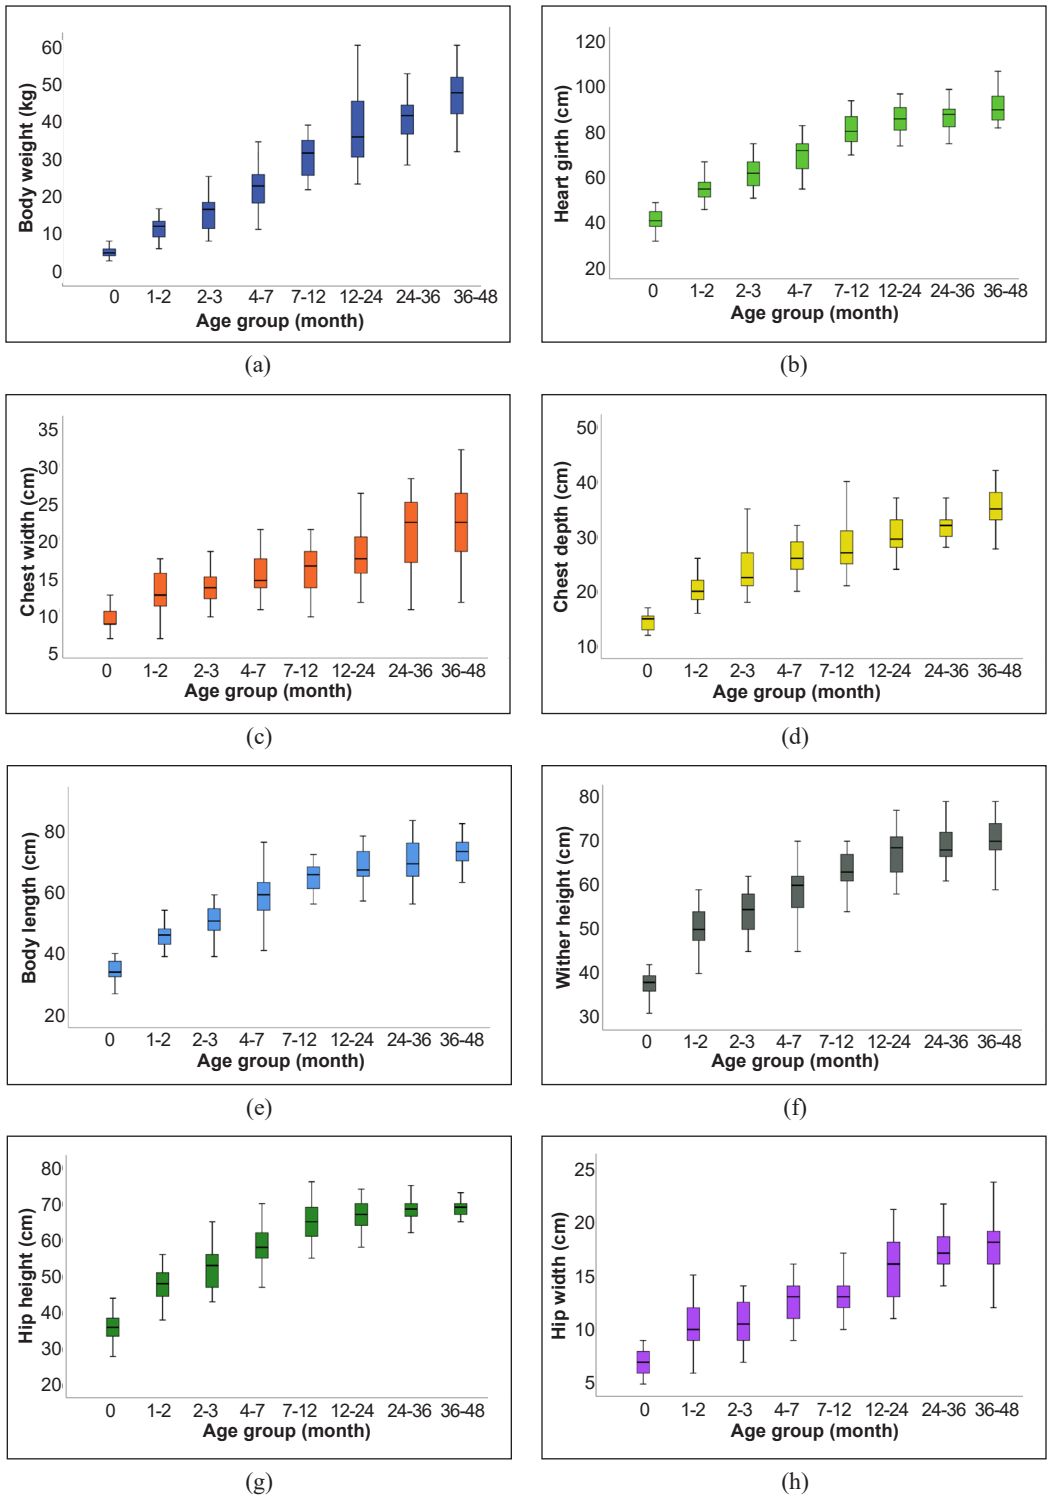 60
50
40
30
20
10
0
Body weight (kg)
0 1-2 2-3 4-7 7-12 12-24 24-36 36-48
Age group (month)
(a)
120
100
80
60
40
20
Heart girth (cm)
0 1-2 2-3 4-7 7-12 12-24 24-36 36-48
Age group (month)
(b)
35
30
25
20
15
10
5
Chest width (cm)
0 1-2 2-3 4-7 7-12 12-24 24-36 36-48
Age group (month)
(c)
50
40
30
20
10
Chest depth (cm)
0 1-2 2-3 4-7 7-12 12-24 24-36 36-48
Age group (month)
(d)
80
60
40
20
Body length (cm)
0 1-2 2-3 4-7 7-12 12-24 24-36 36-48
Age group (month)
(e)
80
70
60
50
40
30
Wither height (cm)
0 1-2 2-3 4-7 7-12 12-24 24-36 36-48
Age group (month)
(f)
80
70
60
50
40
30
20
Hip height (cm)
0 1-2 2-3 4-7 7-12 12-24 24-36 36-48
Age group (month)
(g)
25
20
15
10
5
Hip width (cm)
0 1-2 2-3 4-7 7-12 12-24 24-36 36-48
Age group (month)
(h)